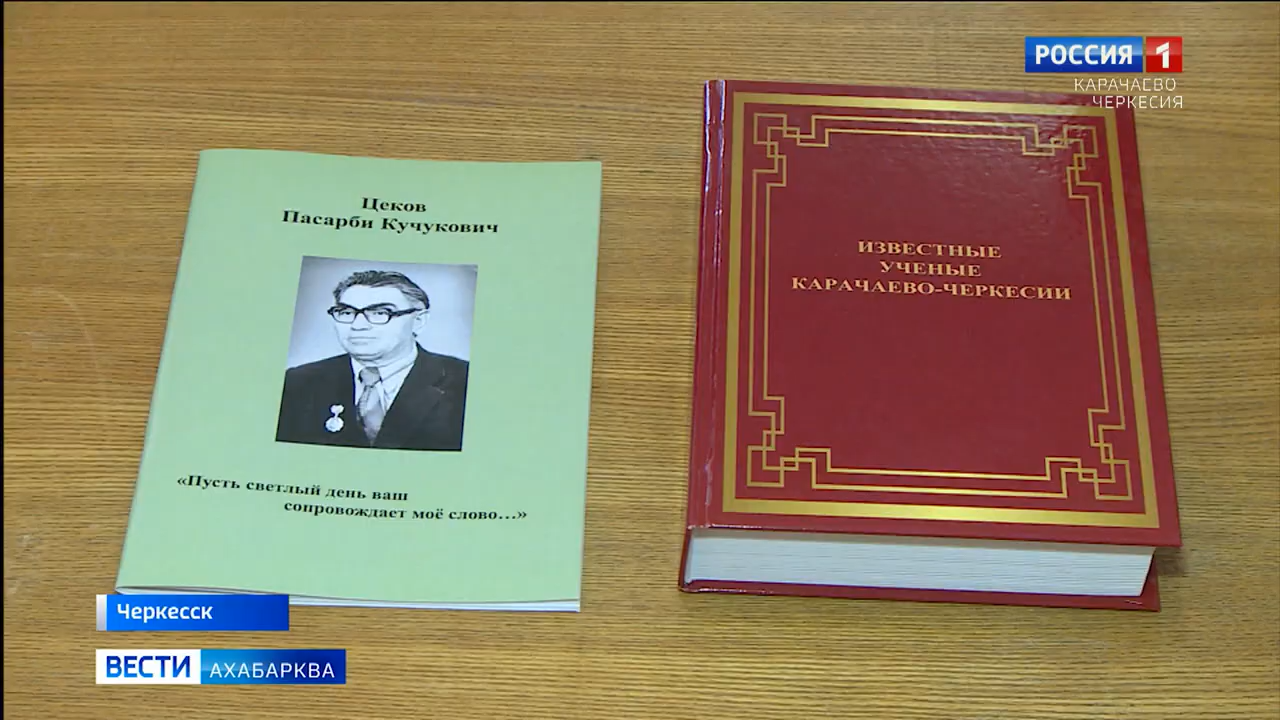 РОССИЯ 1
КАРАЧАЕВО
ЧЕРКЕСИЯ
Цеков
Пасарби Кучукович
«Пусть светлый день ваш
сопровождает моё слово...»
ИЗВЕСТНЫЕ
УЧЕНЫЕ
КАРАЧАЕВО-ЧЕРКЕСИИ
Черкесск
ВЕСТИ АХАБАРКВА